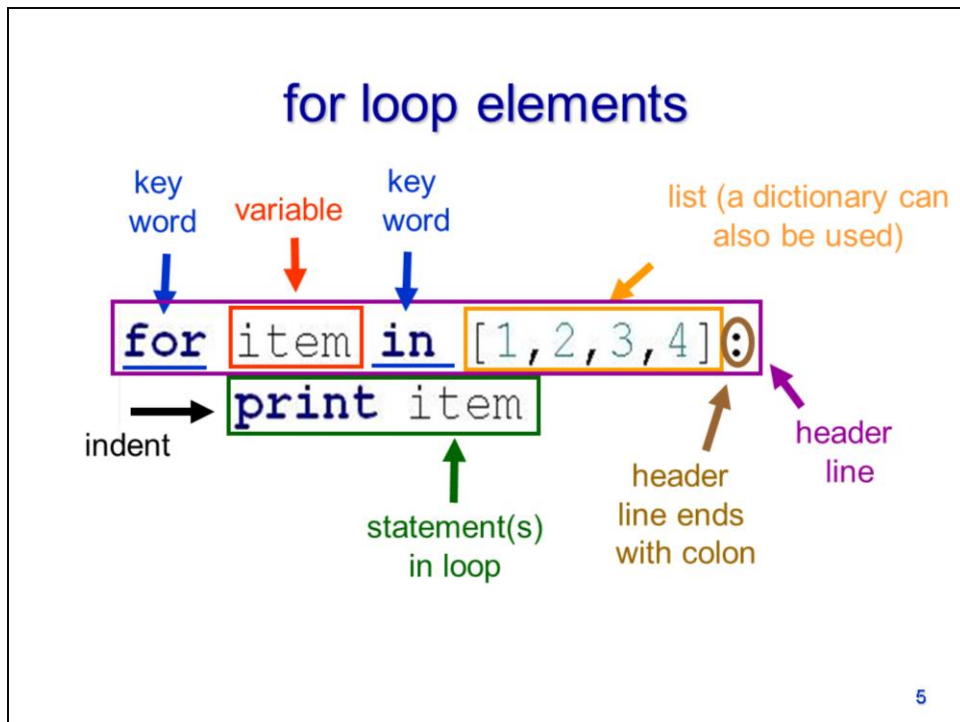 for loop elements
key
word
variable
key
word
list (a dictionary can
also be used)
for item in [1,2,3,4]:
print item
indent
statement(s)
in loop
header
line ends
with colon
header
line
5